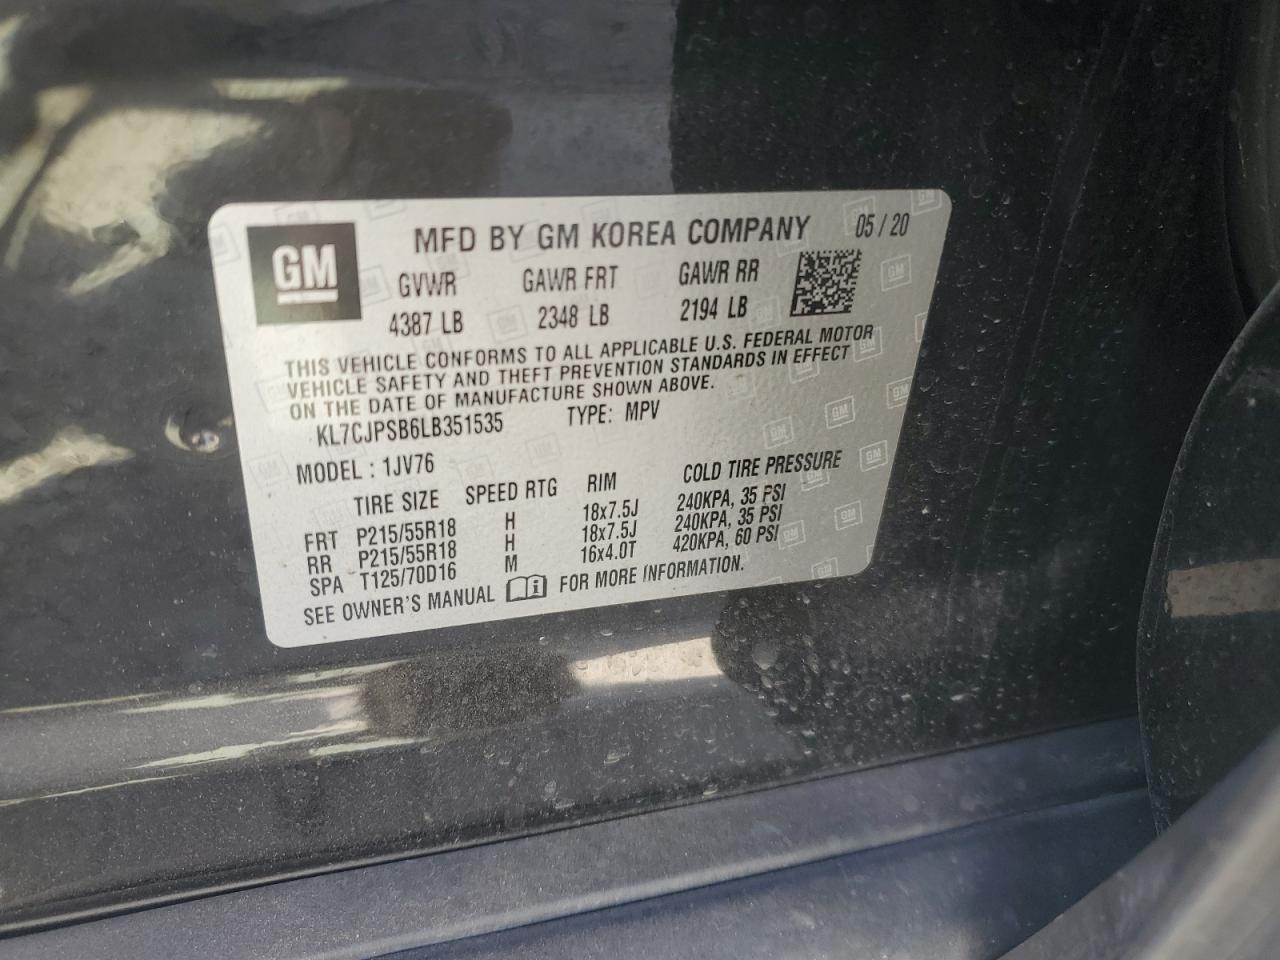 GM
MFD BY GM KOREA COMPANY 05 / 20
GVWR GAWR FRT GAWR RR
4387 LB 2348 LB 2194 LB
THIS VEHICLE CONFORMS TO ALL APPLICABLE U.S. FEDERAL MOTOR
VEHICLE SAFETY AND THEFT PREVENTION STANDARDS IN EFFECT
ON THE DATE OF MANUFACTURE SHOWN ABOVE.
KL7CJPSB6LB351535 TYPE: MPV
MODEL : 1JV76
TIRE SIZE SPEED RTG RIM COLD TIRE PRESSURE
FRT P215/55R18 H 18x7.5J 240KPA, 35 PSI
RR P215/55R18 H 18x7.5J 240KPA, 35 PSI
SPA T125/70D16 M 16x4.0T 420KPA, 60 PSI
SEE OWNER'S MANUAL FOR MORE INFORMATION.